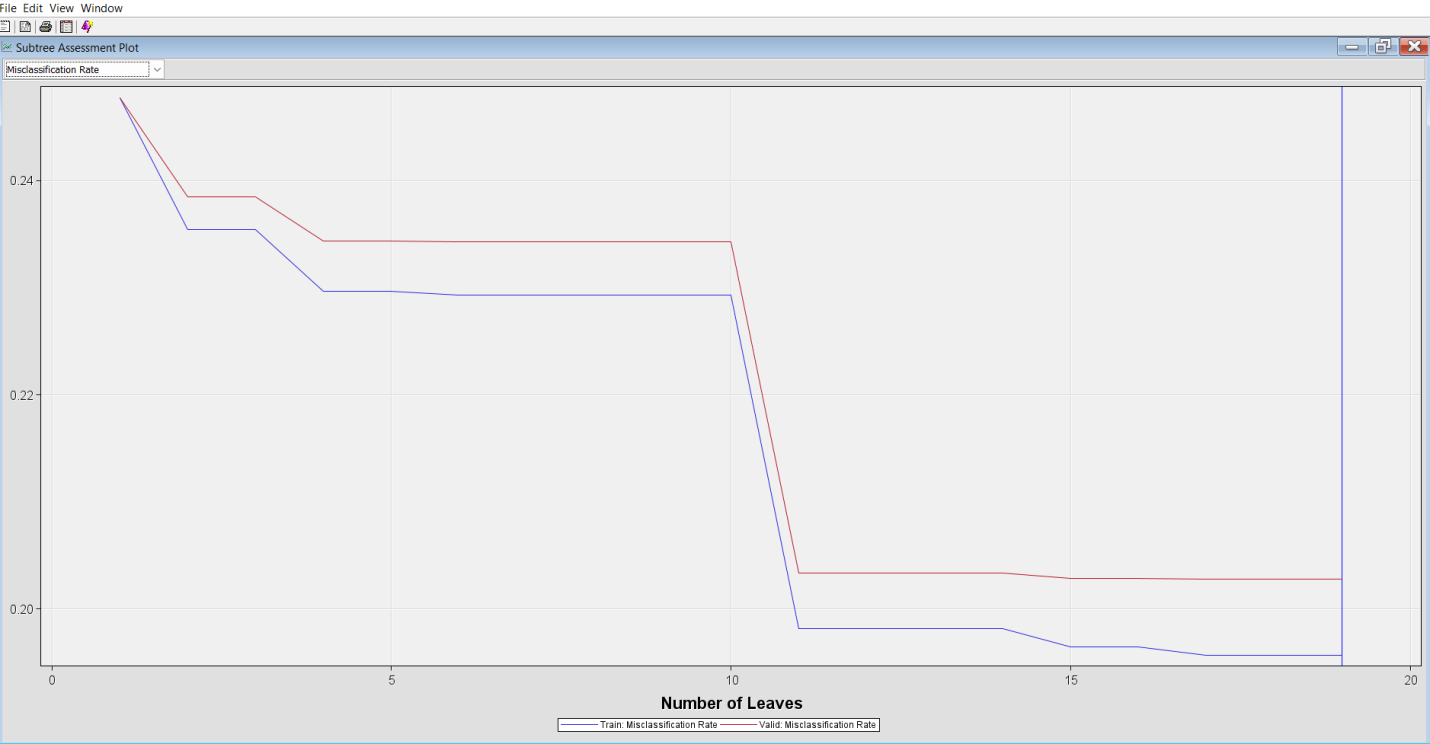 File Edit View Window
Subtree Assessment Plot
Misclassification Rate
0.24
0.22
0.20
0 5 10 15 20
Number of Leaves
Train: Misclassification Rate Valid: Misclassification Rate